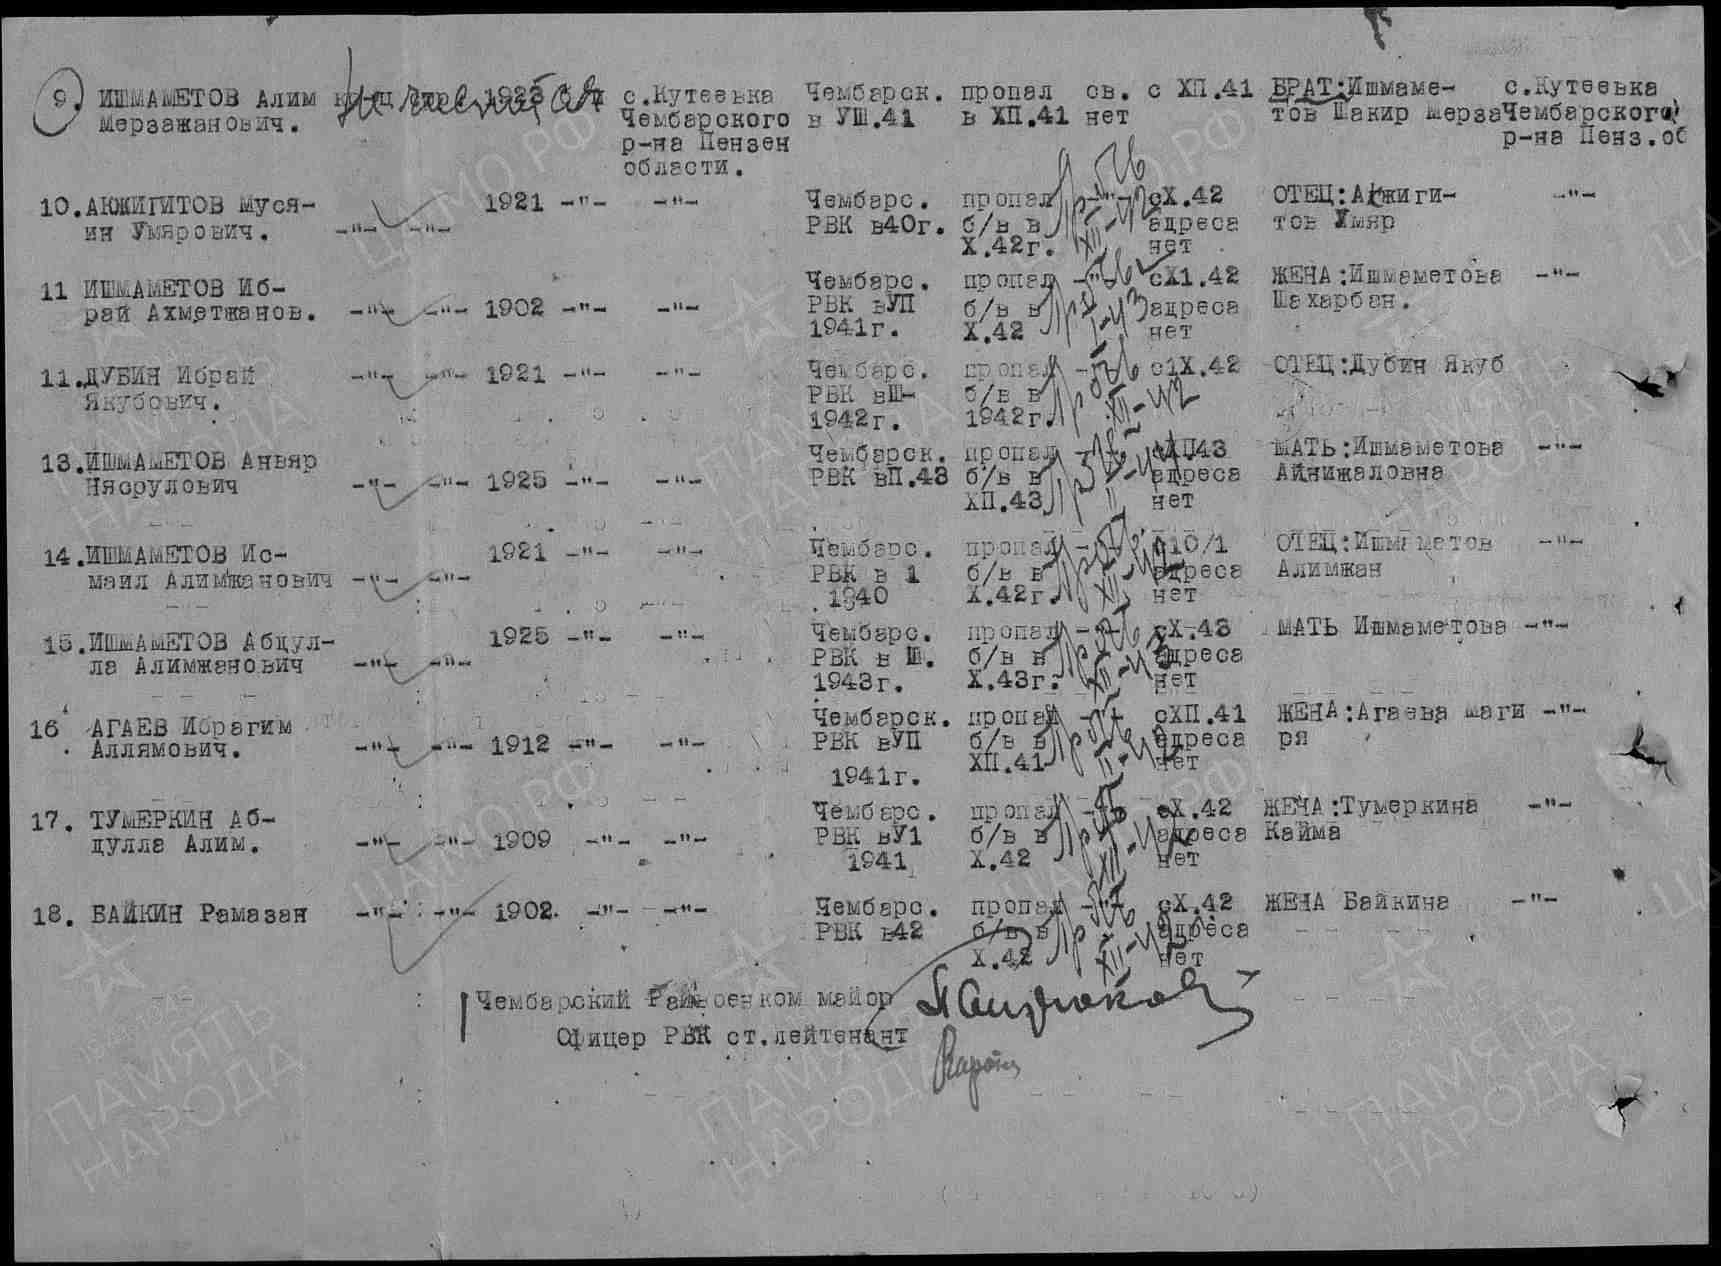 9. ИШМАМЕТОВ Алим 1923 с.Кутеевка Чембарск. пропал св. с ХП.41 БРАТ:Ишмаме- с.Кутеевка
Мерзажанович. Чембарского в УШ.41 в ХП.41 нет тов Шакир Мерза Чембарского
р-на Пензен р-на Пенз.об
области.
10. АКЖИГИТОВ Муся- 1921 -"- -"- Чембарс. пропал -"- сХ.42 ОТЕЦ:Акжиги- -"-
ин Умярович. -"- -"- РВК в40г. б/в в адреса тов Умяр
Х.42г. нет
11 ИШМАМЕТОВ Иб- Чембарс. пропал -"- сХ1.42 ЖЕНА:Ишмаметова -"-
рай Ахметжанов. -"- -"- 1902 -"- -"- РВК вУП б/в в адреса Шахарбан.
1941г. Х.42 нет
11. ДУБИН Ибрай -"- -"- 1921 -"- -"- Чембарс. пропал -"- с1Х.42 ОТЕЦ:Дубин Якуб
Якубович. РВК вШ- б/в в
1942г. 1942г.
13. ИШМАМЕТОВ Анвяр Чембарск. пропал сХП43 МАТЬ:Ишмаметова -"-
Нясрулович -"- -"- 1925 -"- -"- РВК вП.43 б/в в адреса Айнижаловна
ХП.43 нет
14. ИШМАМЕТОВ Ис- 1921 -"- -"- Чембарс. пропал -"- с10/1 ОТЕЦ:Ишмаметов -"-
маил Алимжанович -"- -"- РВК в 1 б/в в адреса Алимжан
1940 Х.42г. нет
15. ИШМАМЕТОВ Абдул- 1925 -"- -"- Чембарс. пропал -"- сХ.43 МАТЬ Ишмаметова -"-
ла Алимжанович -"- -"- РВК в Ш. б/в в адреса
1943г. Х.43г. нет
16 АГАЕВ Ибрагим Чембарск. пропал -"- сХП.41 ЖЕНА:Агаева Маги -"-
Аллямович. -"- -"- 1912 -"- -"- РВК вУП б/в в адреса ря
1941г. ХП.41 нет
17. ТУМЕРКИН Аб- Чембарс. пропал -"- сХ.42 ЖЕНА:Тумеркина -"-
дулла Алим. -"- -"- 1909 -"- -"- РВК вУ1 б/в в адреса Кайма
1941 Х.42 нет
18. БАЙКИН Рамазан -"- -"- 1902. -"- -"- Чембарс. пропал -"- сХ.42 ЖЕНА Байкина -"-
РВК в42 б/в в адреса
Х.42 нет
Чембарский Райвоенком майор
Офицер РВК ст.лейтенант